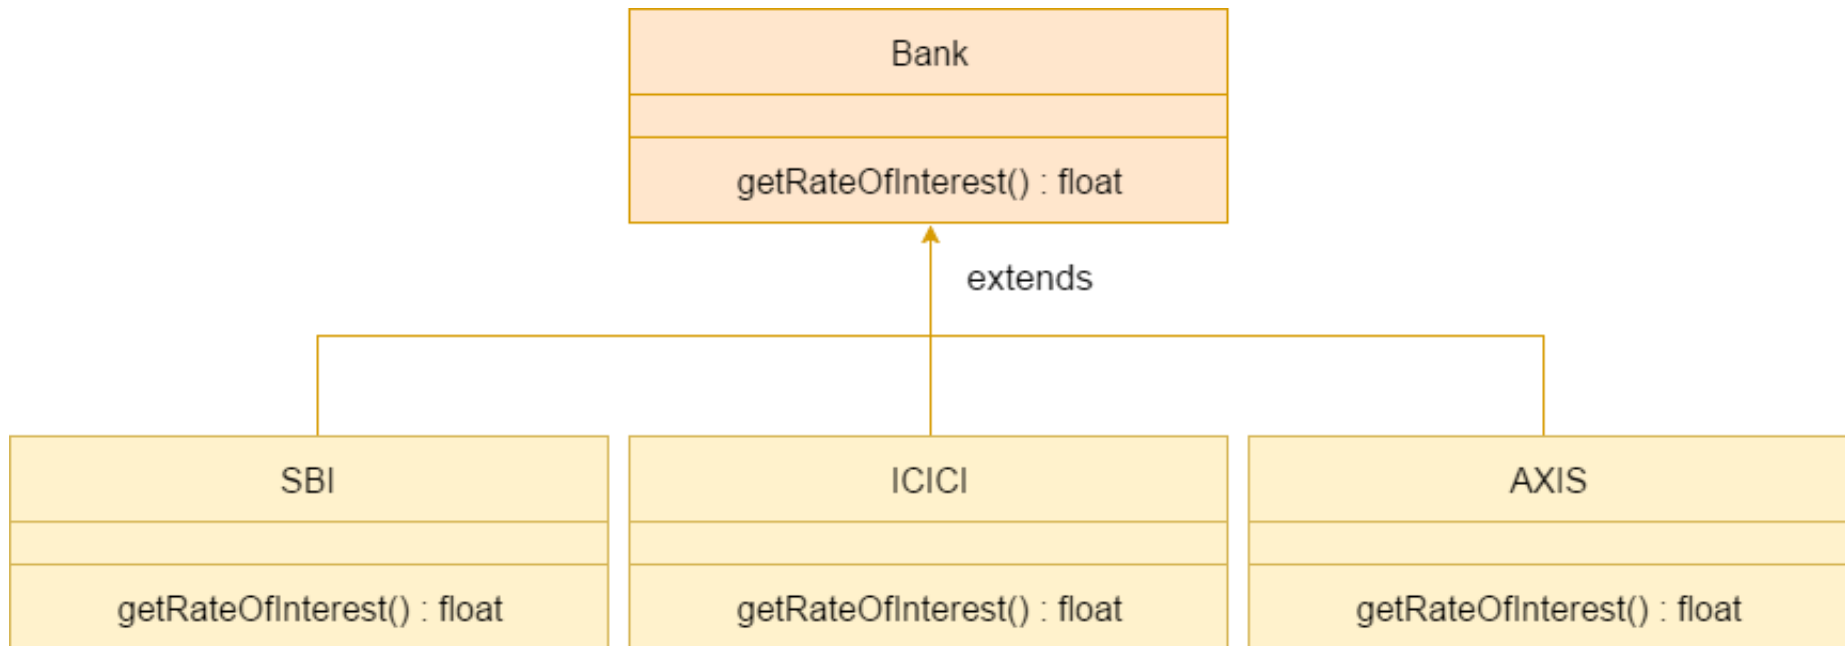 Bank
getRateOfInterest() : float
extends
SBI
ICICI
AXIS
getRateOfInterest() : float
getRateOfInterest() : float
getRateOfInterest() : float